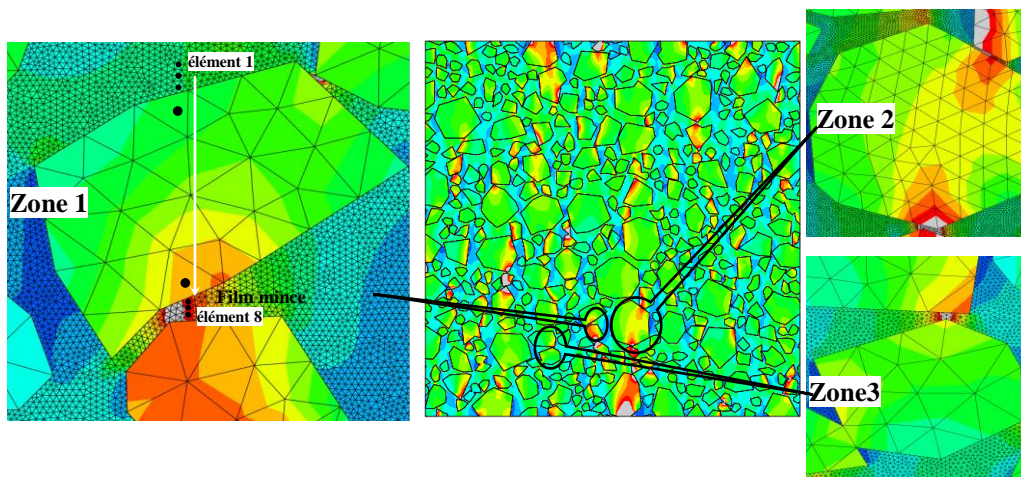 élément 1
Zone 1
Film mince
élément 8
Zone 2
Zone3